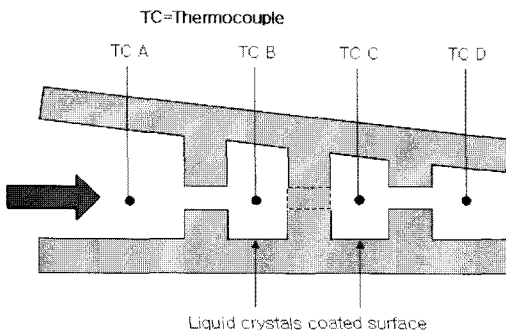 TC=Thermocouple
TC A TC B TC C TC D
Liquid crystals coated surface